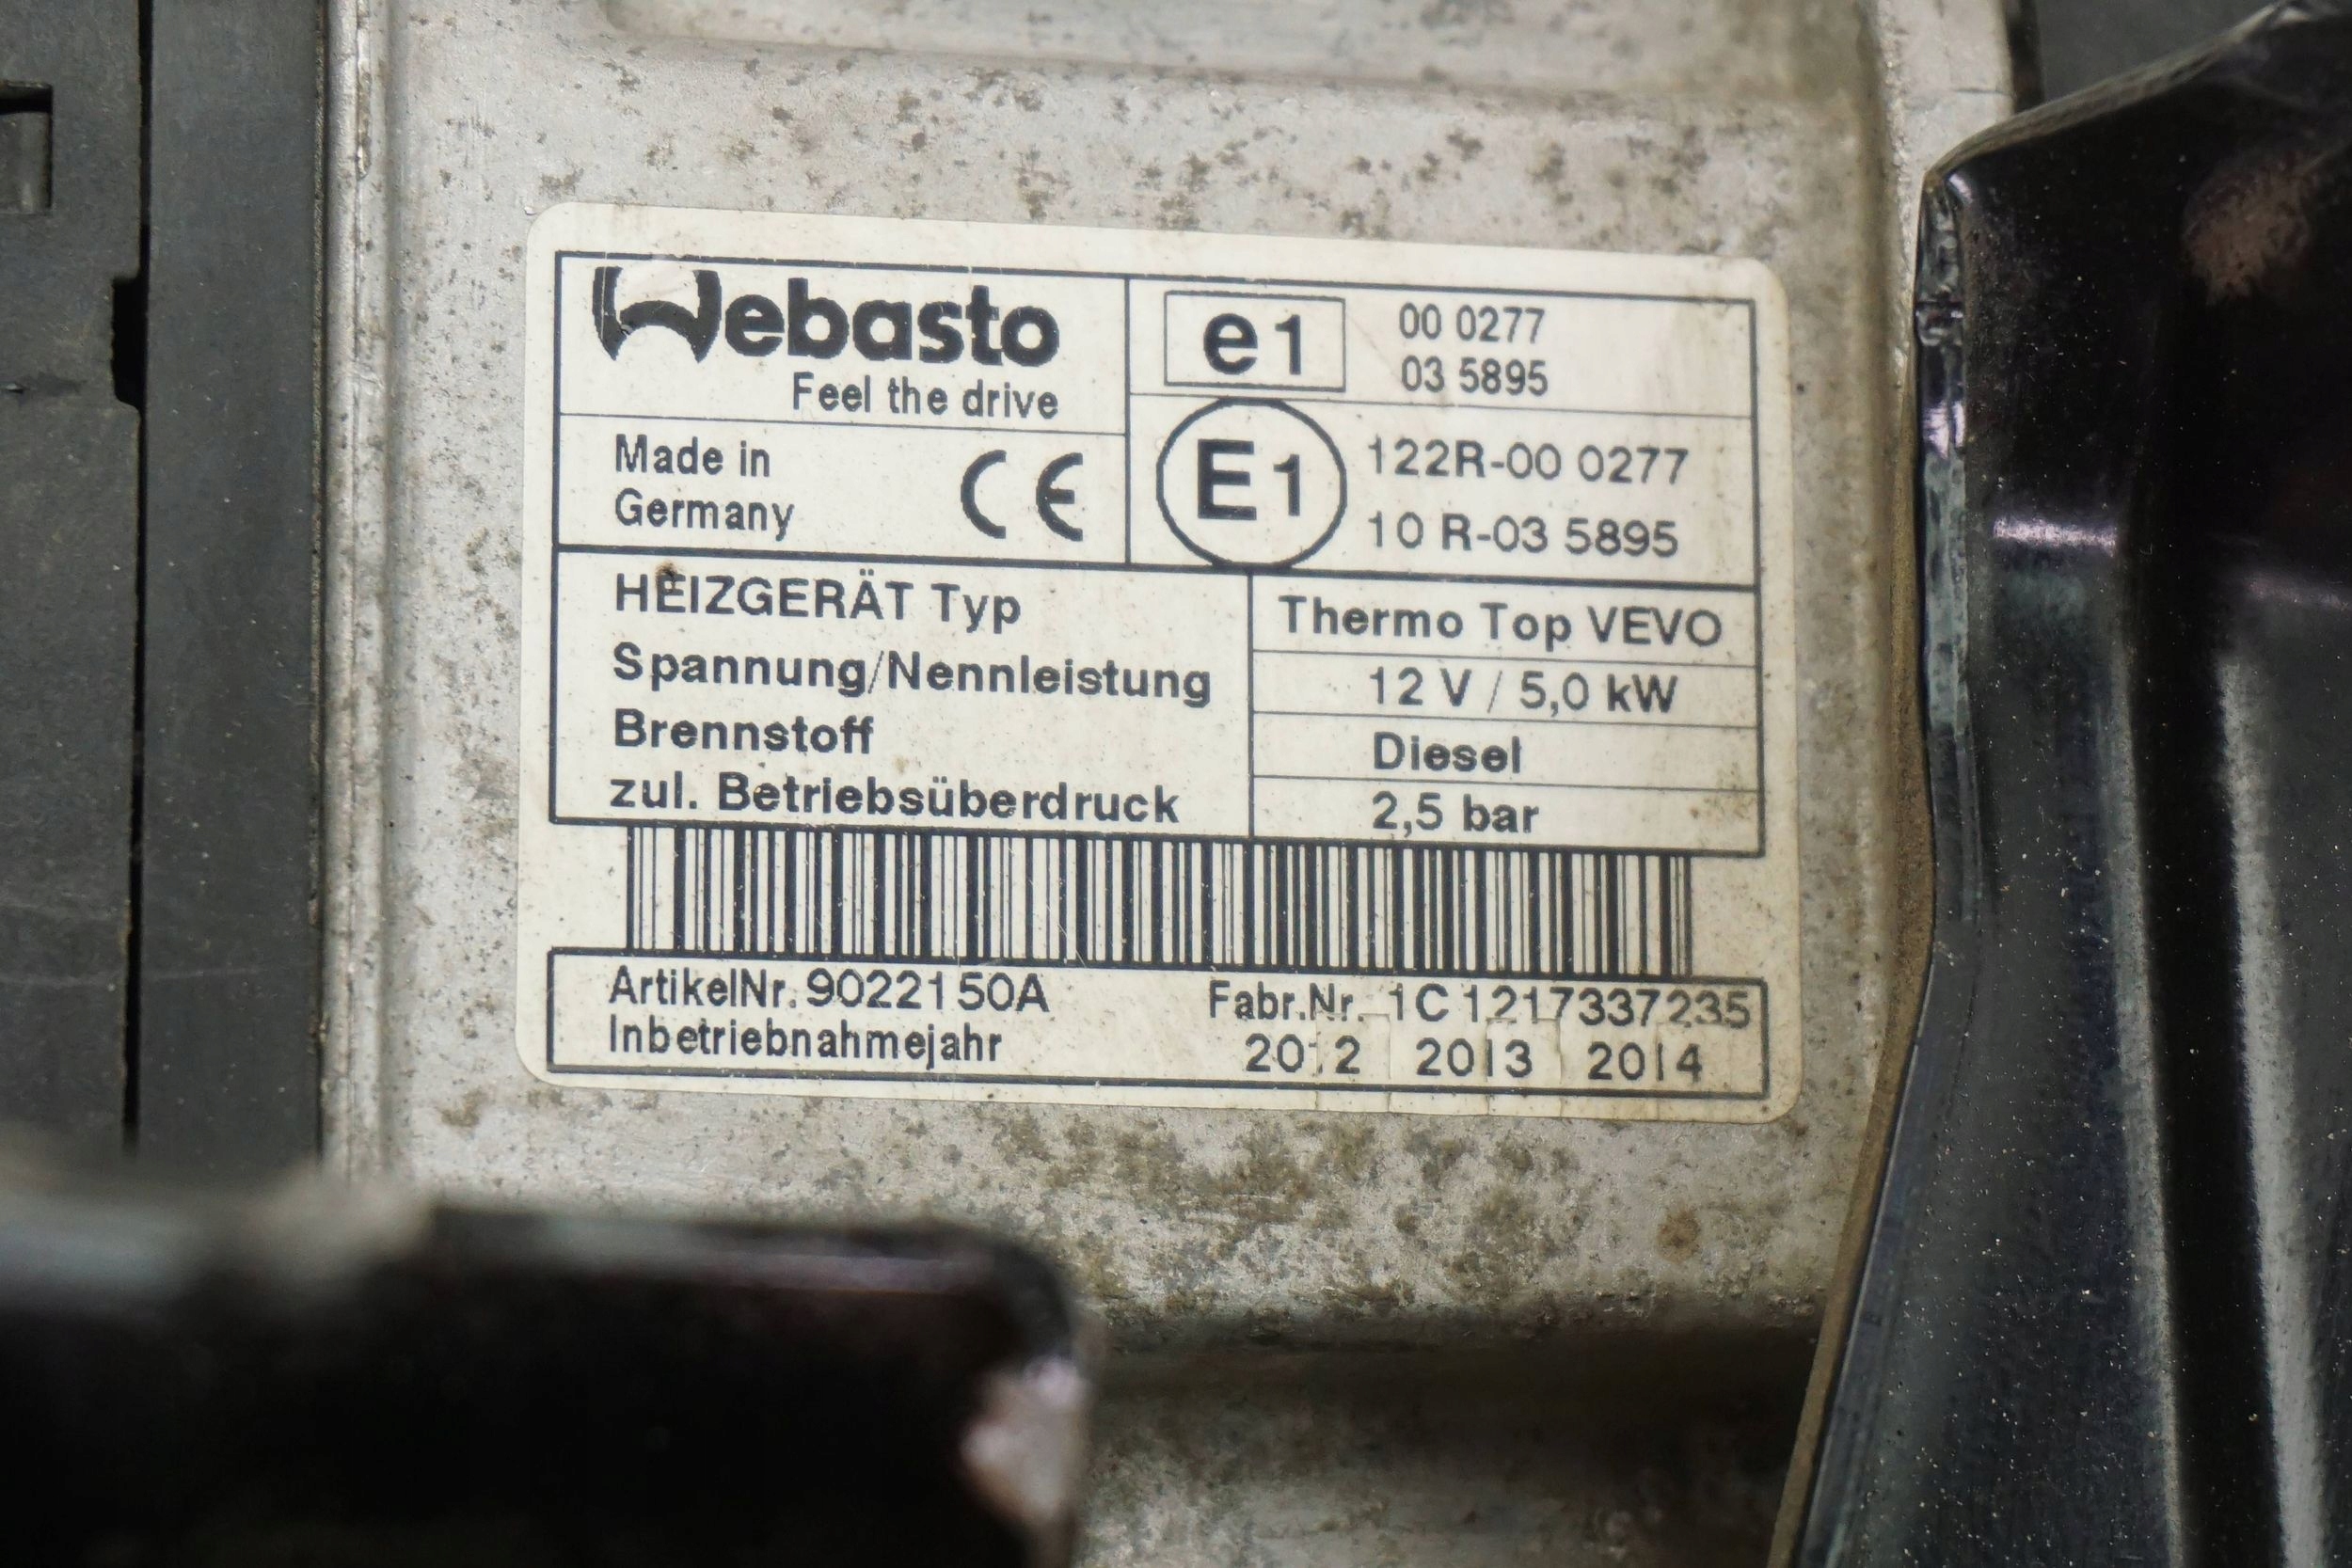 Webasto
Feel the drive
Made in
Germany
CE
e1
00 0277
03 5895
E1
122R-00 0277
10 R-03 5895
HEIZGERÄT Typ Thermo Top VEVO
Spannung/Nennleistung 12 V / 5,0 kW
Brennstoff Diesel
zul. Betriebsüberdruck 2,5 bar
ArtikelNr. 9022150A Fabr.Nr. 1C1217337235
Inbetriebnahmejahr 2012 2013 2014